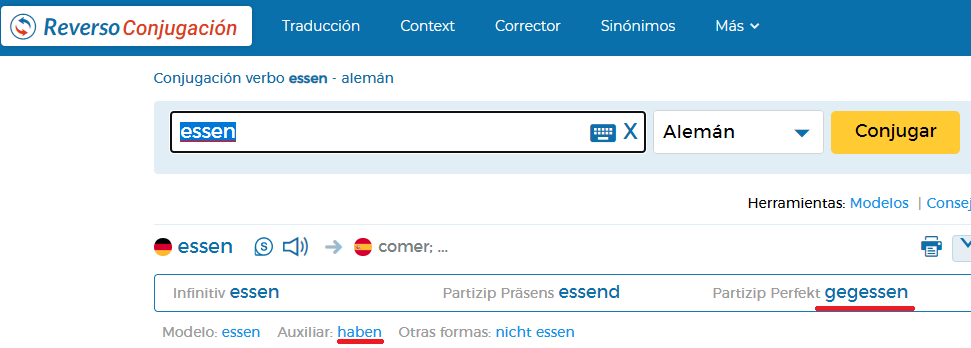 Reverso Conjugación Traducción Context Corrector Sinónimos Más
Conjugación verbo essen - alemán
essen X Alemán Conjugar
Herramientas: Modelos | Consej
essen S comer; ...
Infinitiv essen Partizip Präsens essend Partizip Perfekt gegessen
Modelo: essen Auxiliar: haben Otras formas: nicht essen